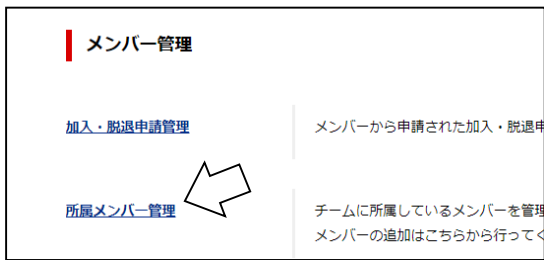 メンバー管理
加入・脱退申請管理
メンバーから申請された加入・脱退申
所属メンバー管理
チームに所属しているメンバーを管理
メンバーの追加はこちらから行ってく